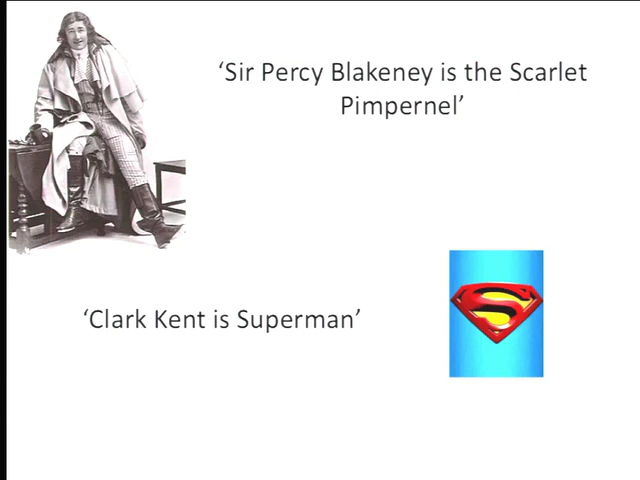 ‘Sir Percy Blakeney is the Scarlet
Pimpernel’
‘Clark Kent is Superman’